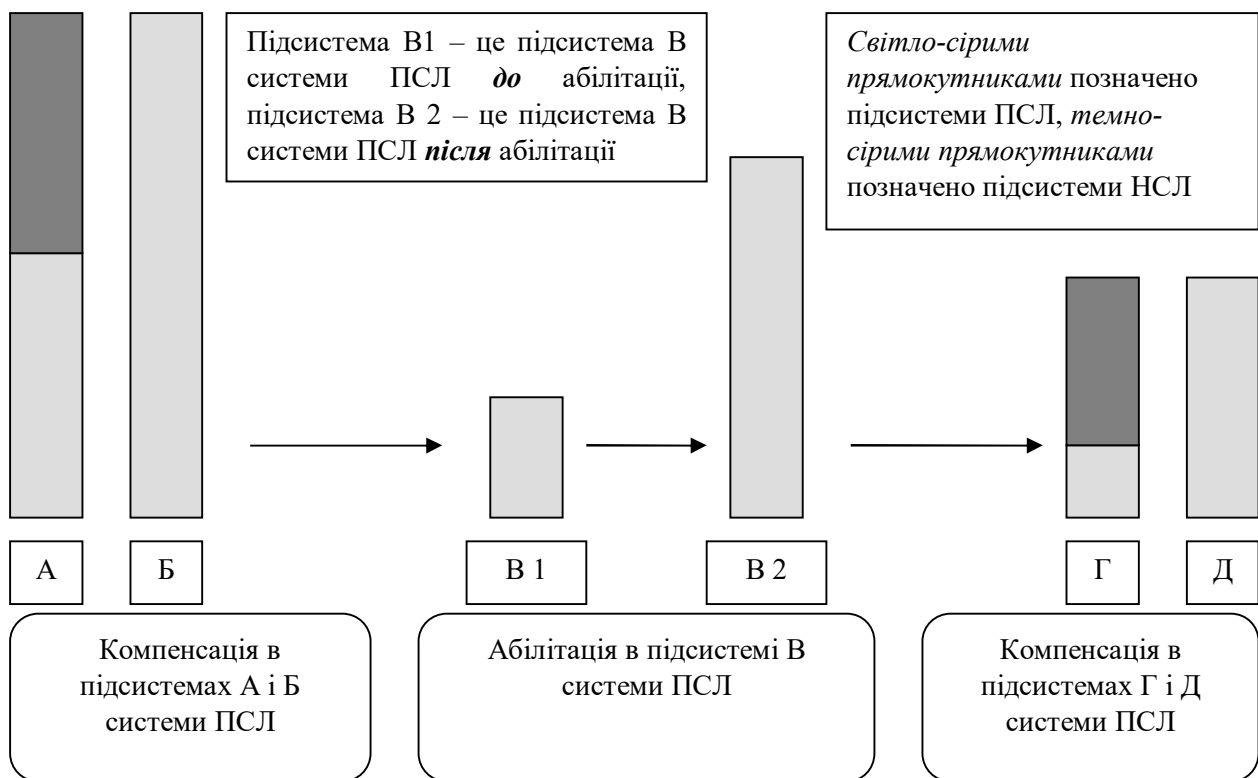 Підсистема В1 – це підсистема В
системи ПСЛ до абілітації,
підсистема В 2 – це підсистема В
системи ПСЛ після абілітації
Світло-сірими
прямокутниками позначено
підсистеми ПСЛ, темно-
сірими прямокутниками
позначено підсистеми НСЛ
А
Б
В 1
В 2
Г
Д
Компенсація в
підсистемах А і Б
системи ПСЛ
Абілітація в підсистемі В
системи ПСЛ
Компенсація в
підсистемах Г і Д
системи ПСЛ